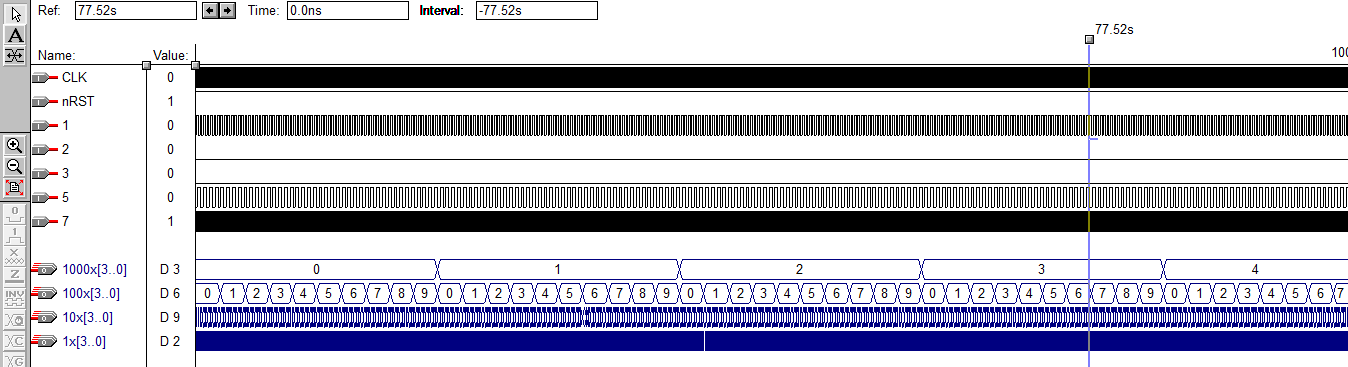 Ref: 77.52s Time: 0.0ns Interval: -77.52s
77.52s
Name: Value: 100
CLK 0
nRST 1
1 0
2 0
3 0
5 0
7 1
1000x[3..0] D 3 0 1 2 3 4
100x[3..0] D 6 0 1 2 3 4 5 6 7 8 9 0 1 2 3 4 5 6 7 8 9 0 1 2 3 4 5 6 7 8 9 0 1 2 3 4 5 6 7 8 9 0 1 2 3 4 5 6 7
10x[3..0] D 9
1x[3..0] D 2
A
0
1
X
Z
INV
C
G